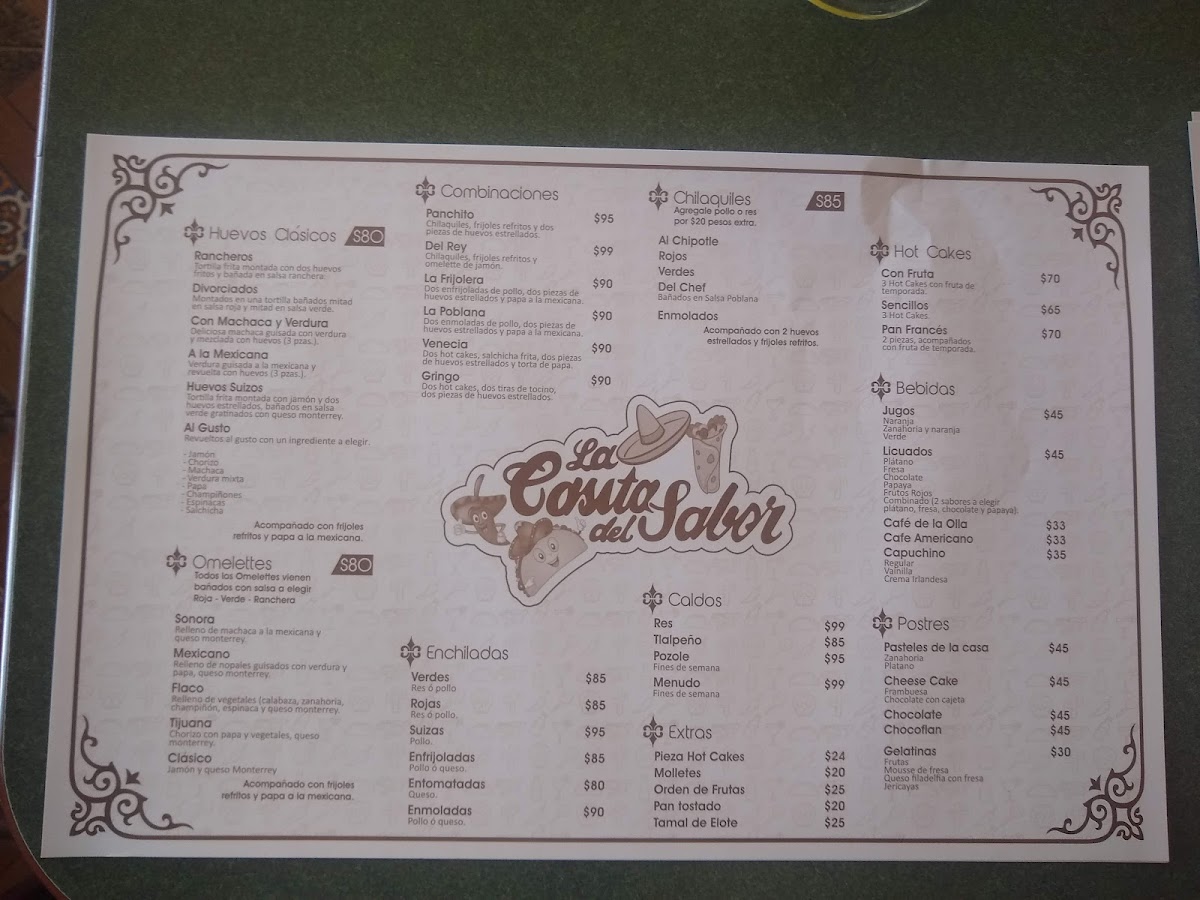 Huevos Clásicos $80
Rancheros
Tortilla frita montada con dos huevos
fritos y bañada en salsa ranchera.
Divorciados
Montados en una tortilla bañados mitad
en salsa roja y mitad en salsa verde.
Con Machaca y Verdura
Deliciosa machaca guisada con verdura
y mezclada con huevos (3 pzas.).
A la Mexicana
Verdura guisada a la mexicana y
revuelta con huevos (3 pzas.).
Huevos Suizos
Tortilla frita montada con jamón y dos
huevos estrellados, bañados en salsa
verde gratinados con queso monterrey.
Al Gusto
Revueltos al gusto con un ingrediente a elegir.
- Jamón
- Chorizo
- Machaca
- Verdura mixta
- Papa
- Champiñones
- Espinacas
- Salchicha
Acompañado con frijoles
refritos y papa a la mexicana.
Omelettes $80
Todos los Omelettes vienen
bañados con salsa a elegir
Roja - Verde - Ranchera
Sonora
Relleno de machaca a la mexicana y
queso monterrey.
Mexicano
Relleno de nopales guisados con verdura y
papa, queso monterrey.
Flaco
Relleno de vegetales (calabaza, zanahoria,
champiñon, espinaca y queso monterrey.
Tijuana
Chorizo con papa y vegetales, queso
monterrey.
Clásico
Jamón y queso Monterrey
Acompañado con frijoles
refritos y papa a la mexicana.
Combinaciones
Panchito $95
Chilaquiles, frijoles refritos y dos
piezas de huevos estrellados.
Del Rey $99
Chilaquiles, frijoles refritos y
omelette de jamón.
La Frijolera $90
Dos enfrijoladas de pollo, dos piezas de
huevos estrellados y papa a la mexicana.
La Poblana $90
Dos enmoladas de pollo, dos piezas de
huevos estrellados y papa a la mexicana.
Venecia $90
Dos hot cakes, salchicha frita, dos piezas
de huevos estrellados y torta de papa.
Gringo $90
Dos hot cakes, dos tiras de tocino,
dos piezas de huevos estrellados.
La
Casita
del Sabor
Enchiladas
Verdes $85
Res ó pollo
Rojas $85
Res ó pollo.
Suizas $95
Pollo.
Enfrijoladas $85
Pollo ó queso.
Entomatadas $80
Queso.
Enmoladas $90
Pollo ó queso.
Chilaquiles $85
Agregale pollo o res
por $20 pesos extra.
Al Chipotle
Rojos
Verdes
Del Chef
Bañados en Salsa Poblana
Enmolados
Acompañado con 2 huevos
estrellados y frijoles refritos.
Caldos
Res $99
Tlalpeño $85
Pozole $95
Fines de semana
Menudo $99
Fines de semana
Extras
Pieza Hot Cakes $24
Molletes $20
Orden de Frutas $25
Pan tostado $20
Tamal de Elote $25
Hot Cakes
Con Fruta $70
3 Hot Cakes con fruta de
temporada.
Sencillos $65
3 Hot Cakes.
Pan Francés $70
2 piezas, acompañados
con fruta de temporada.
Bebidas
Jugos $45
Naranja
Zanahoria y naranja
Verde
Licuados $45
Plátano
Fresa
Chocolate
Papaya
Frutos Rojos
Combinado (2 sabores a elegir
plátano, fresa, chocolate y papaya).
Café de la Olla $33
Cafe Americano $33
Capuchino $35
Regular
Vainilla
Crema Irlandesa
Postres
Pasteles de la casa $45
Zanahoria
Platano
Cheese Cake $45
Frambuesa
Chocolate con cajeta
Chocolate $45
Chocoflan $45
Gelatinas $30
Frutas
Mousse de fresa
Queso filadelfia con fresa
Jericayas